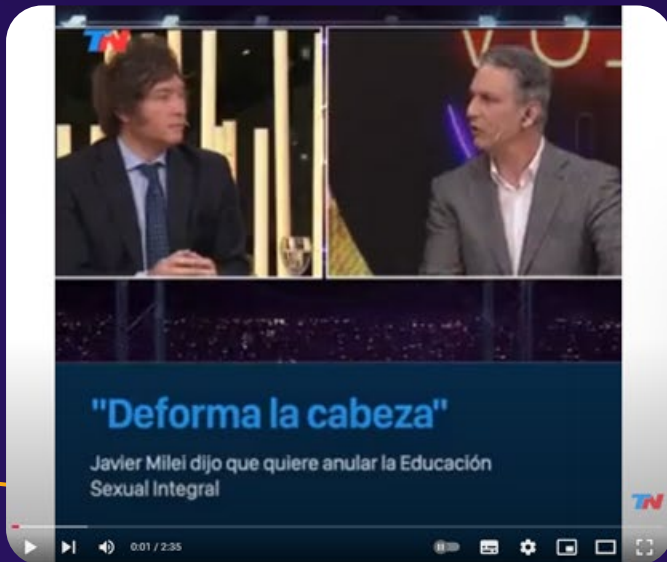 TN
VO
"Deforma la cabeza"
Javier Milei dijo que quiere anular la Educación
Sexual Integral
TN
0:01 / 2:35